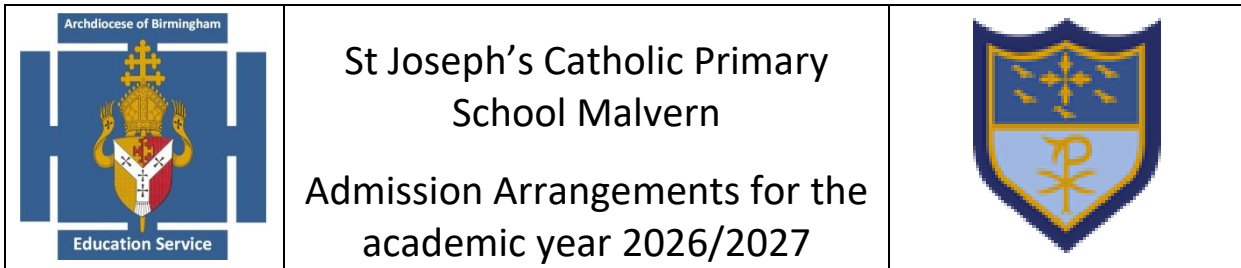 Archdiocese of Birmingham
Education Service
St Joseph’s Catholic Primary
School Malvern
Admission Arrangements for the
academic year 2026/2027